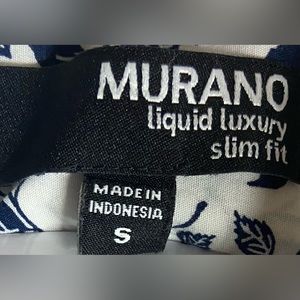 MURANO
liquid luxury
slim fit
MADE IN
INDONESIA
S